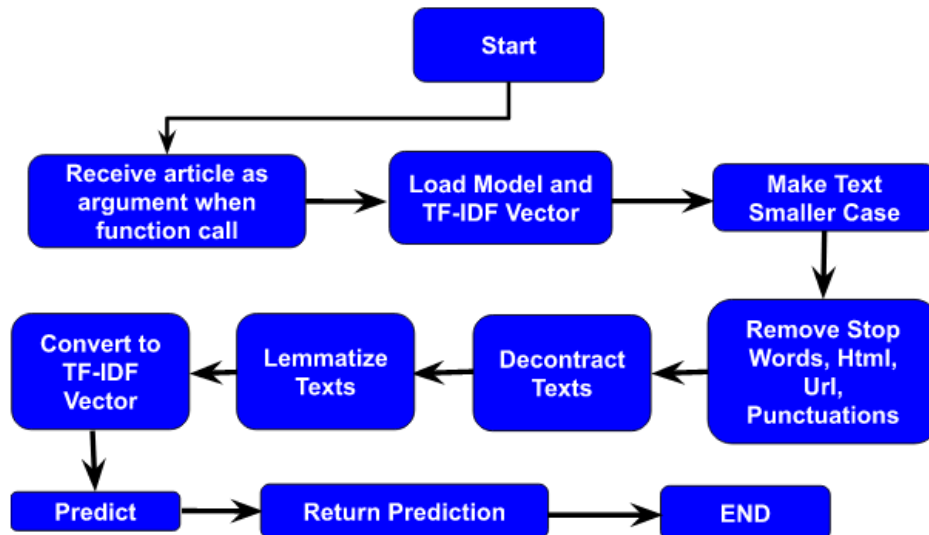 Start
Receive article as
argument when
function call
Load Model and
TF-IDF Vector
Make Text
Smaller Case
Remove Stop
Words, Html,
Url,
Punctuations
Decontract
Texts
Lemmatize
Texts
Convert to
TF-IDF
Vector
Predict
Return Prediction
END